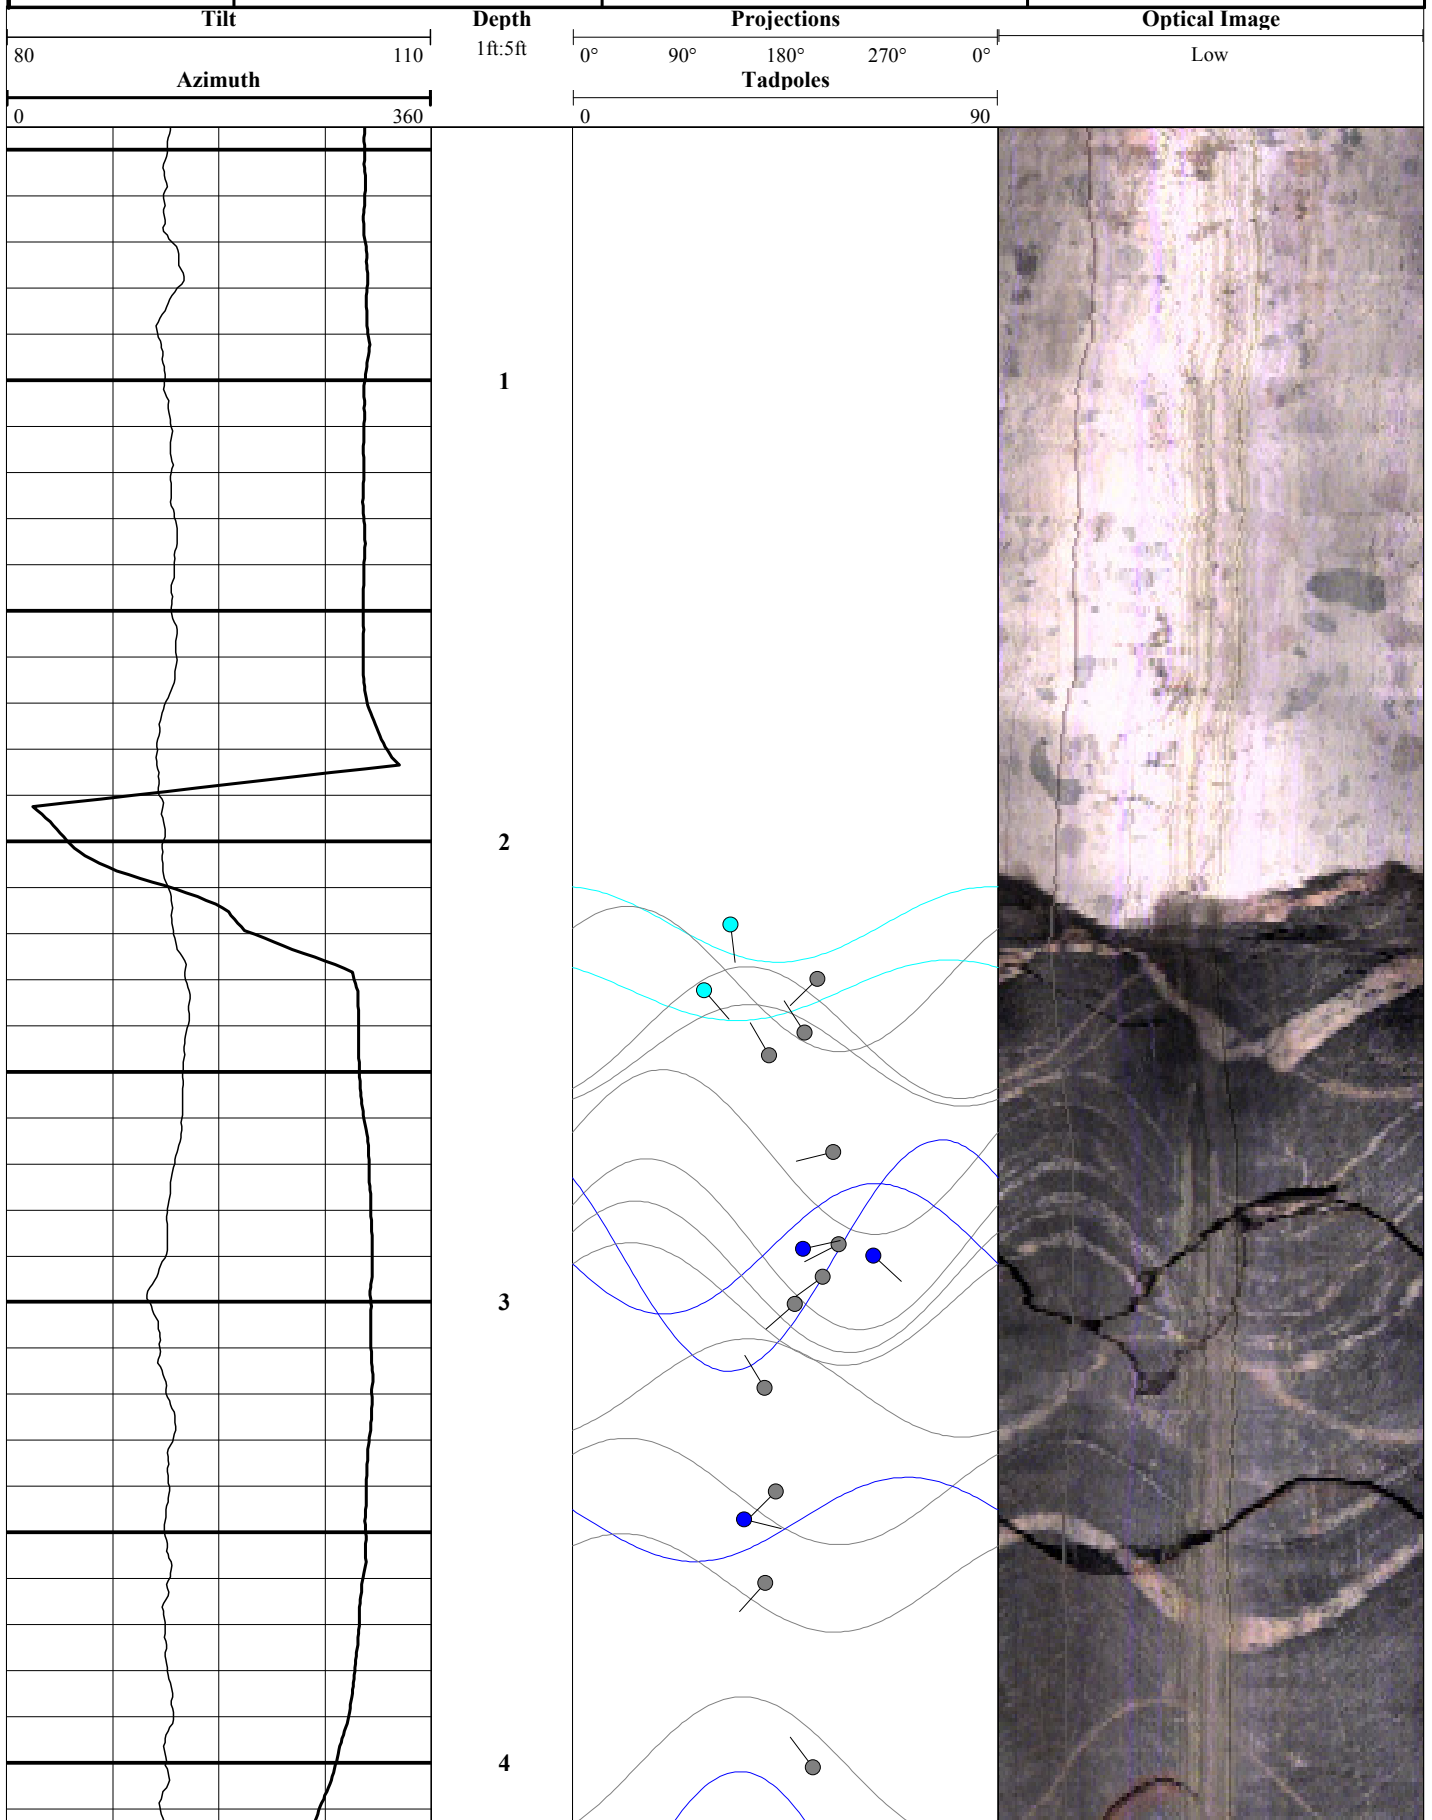 Tilt Depth Projections Optical Image
80 110 1ft:5ft 0° 90° 180° 270° 0° Low
Azimuth Tadpoles
0 360 0 90
1
2
3
4